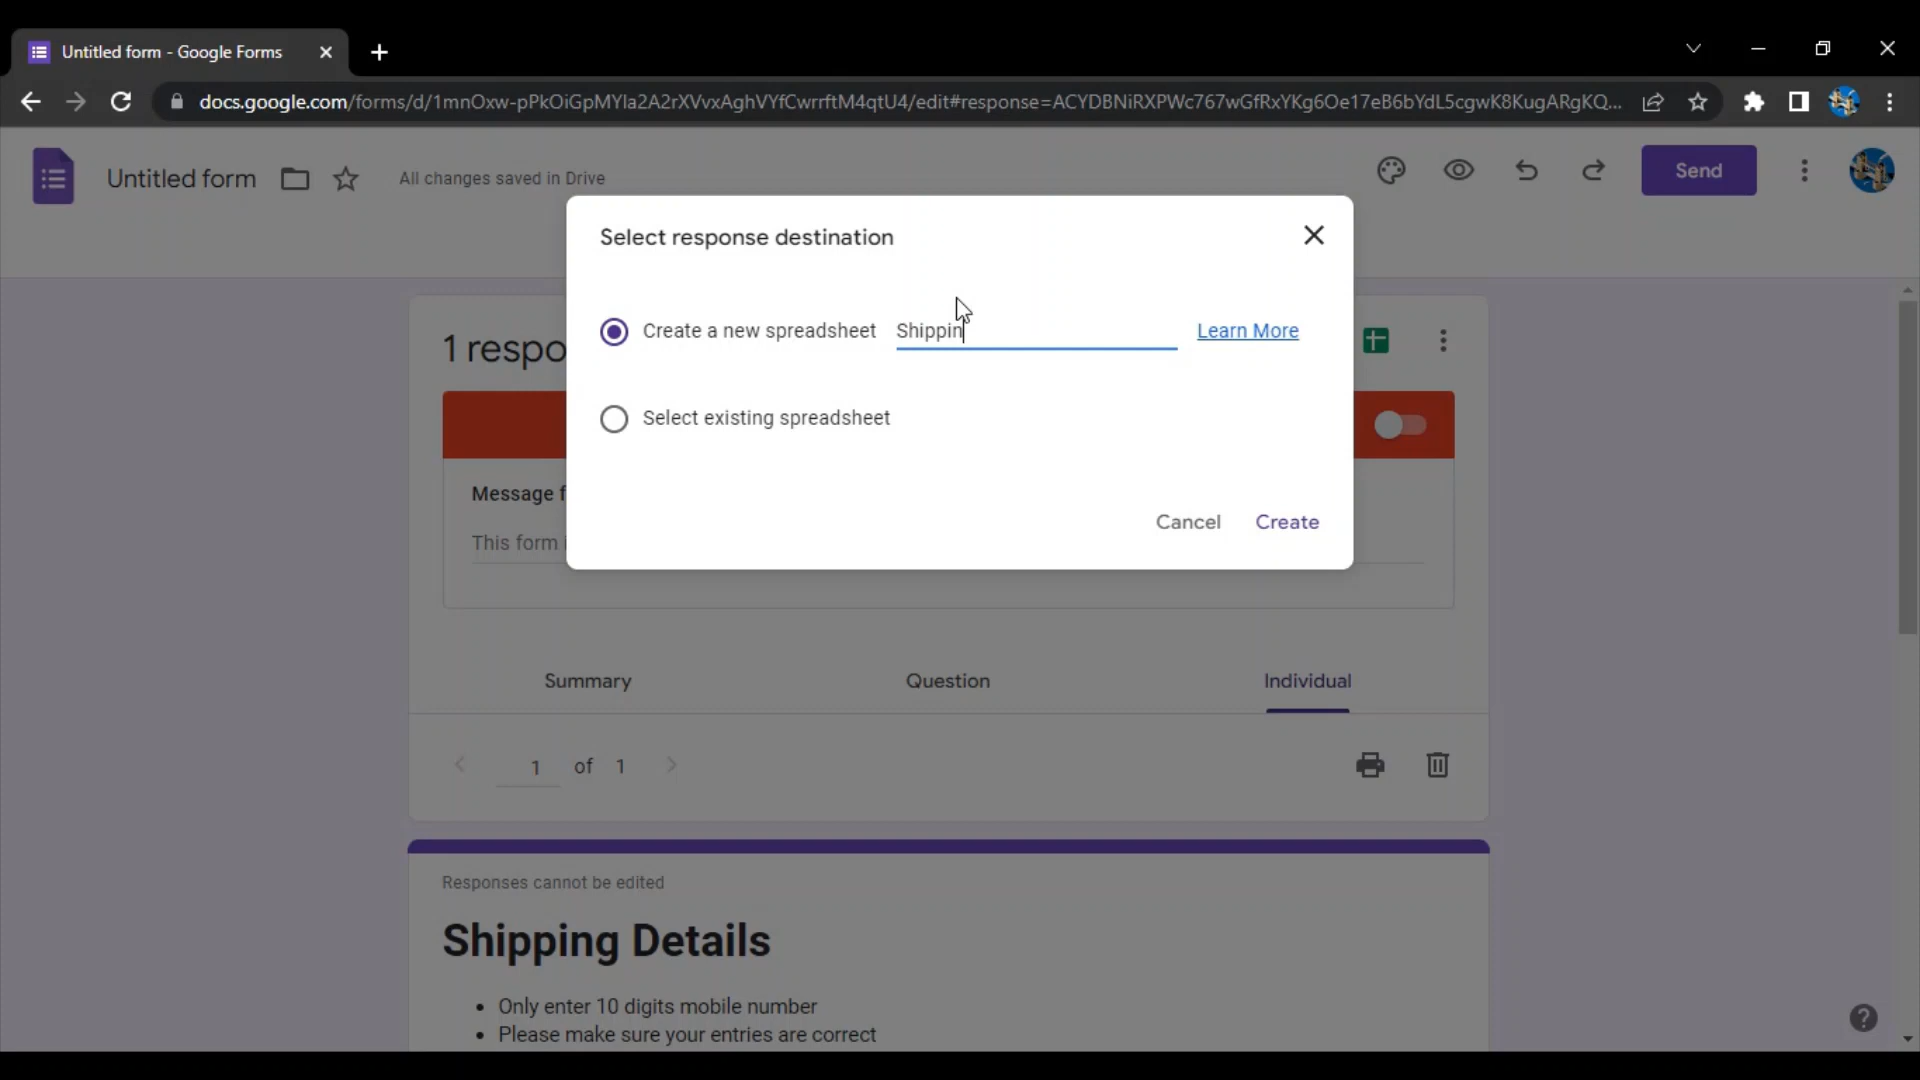 Untitled form - Google Forms
docs.google.com/forms/d/1mnOxw-pPkOiGpMYIa2A2rXVvxAghVYfCwrrftM4qtU4/edit#response=ACYDBNiRXPWc767wGfRxYKg6Oe17eB6bYdL5cgwK8KugARgKQ...
Untitled form
All changes saved in Drive
Send
Select response destination
Create a new spreadsheet Shippin Learn More
1 respo
Select existing spreadsheet
Message f
Cancel Create
This form i
Summary Question Individual
1 of 1
Responses cannot be edited
Shipping Details
• Only enter 10 digits mobile number
• Please make sure your entries are correct